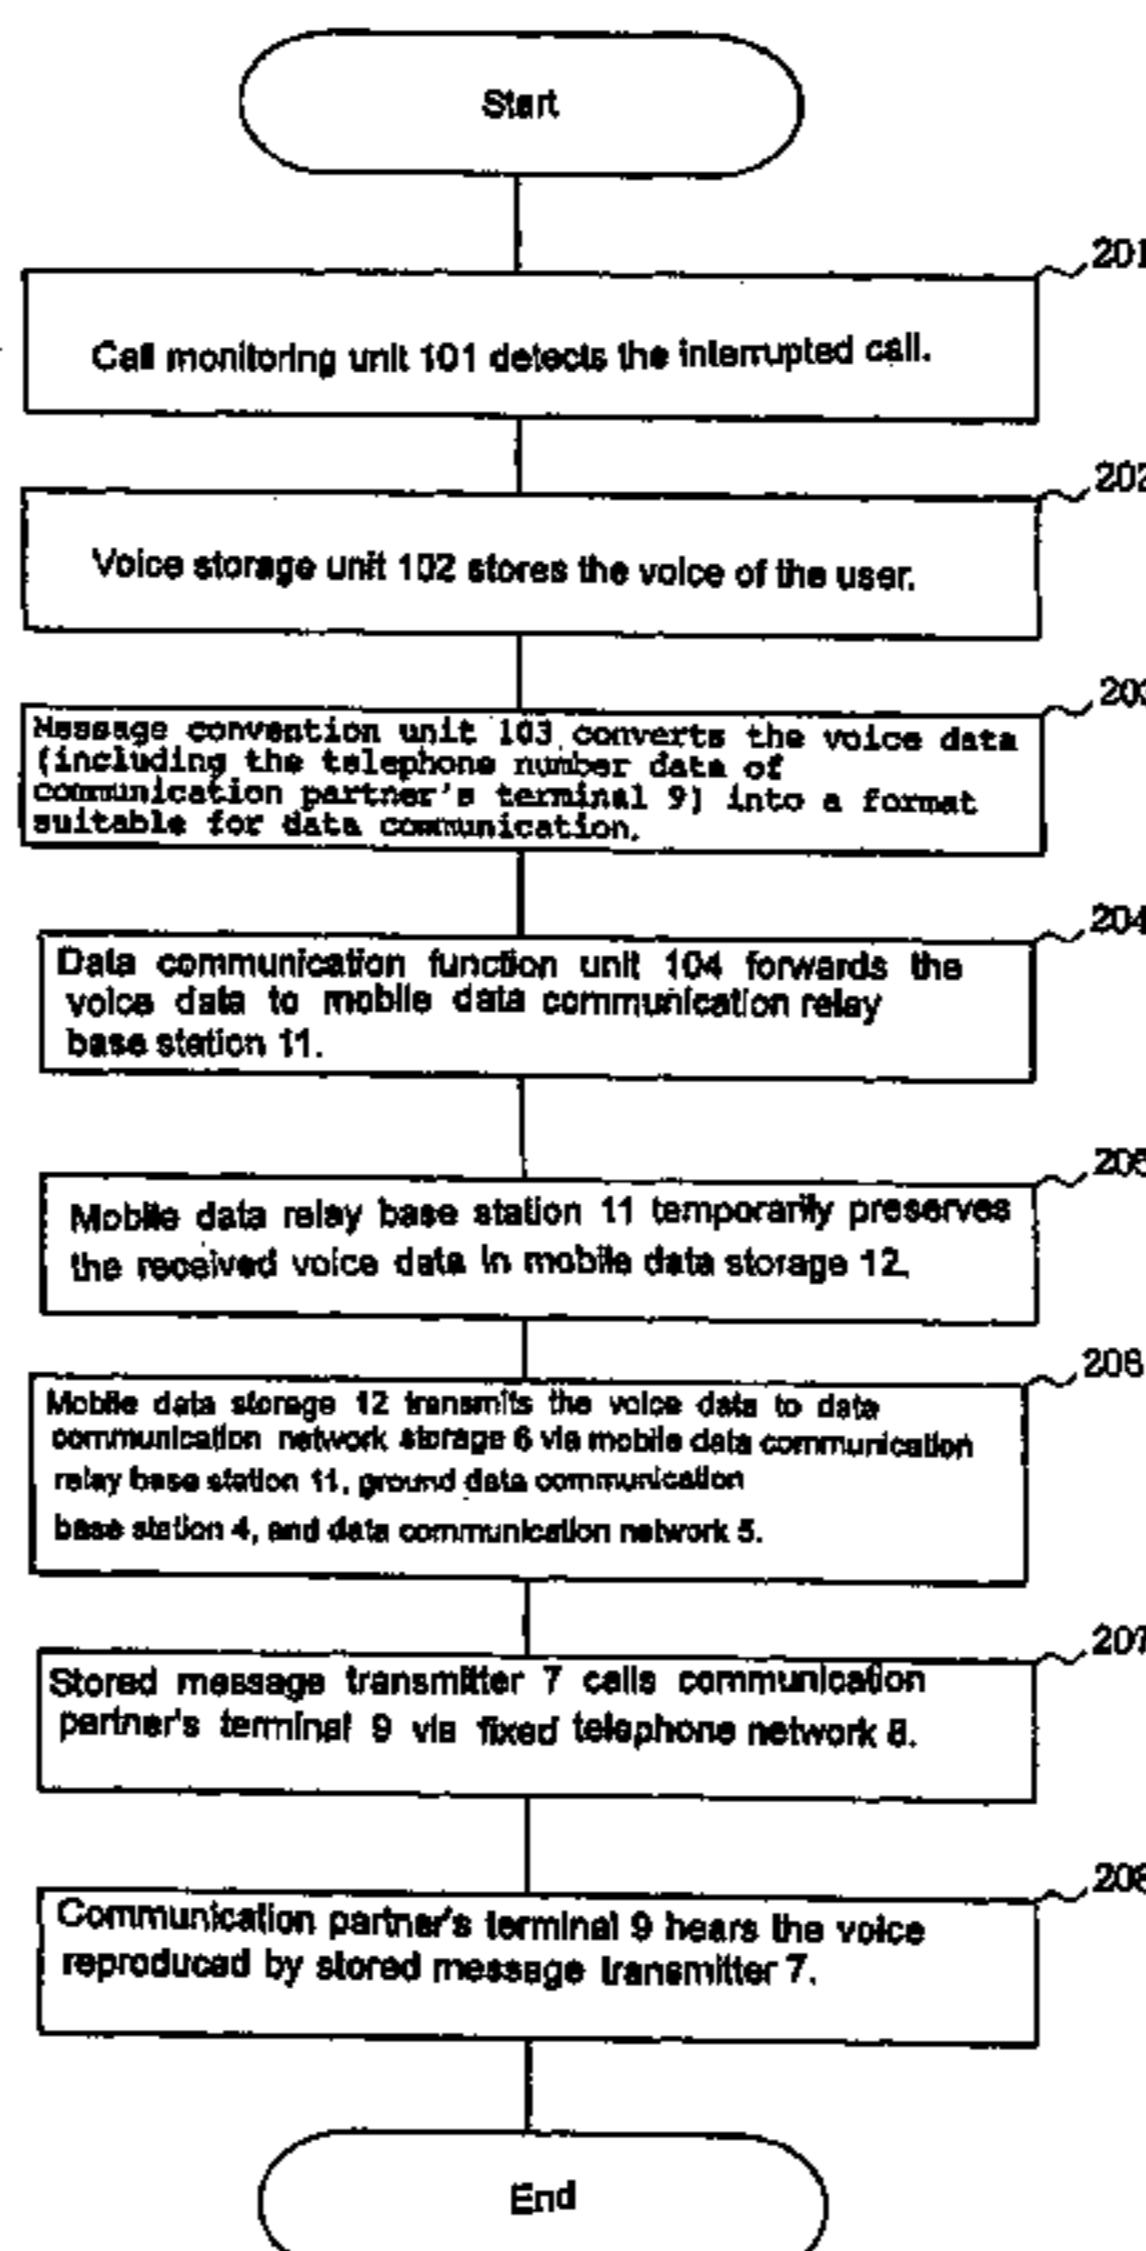 Start
201
Call monitoring unit 101 detects the interrupted call.
202
Voice storage unit 102 stores the voice of the user.
203
Message convention unit 103 converts the voice data
(including the telephone number data of
communication partner's terminal 9) into a format
suitable for data communication.
204
Data communication function unit 104 forwards the
voice data to mobile data communication relay
base station 11.
205
Mobile data relay base station 11 temporarily preserves
the received voice data in mobile data storage 12.
206
Mobile data storage 12 transmits the voice data to data
communication network storage 6 via mobile data communication
relay base station 11, ground data communication
base station 4, and data communication network 5.
207
Stored message transmitter 7 calls communication
partner's terminal 9 via fixed telephone network 8.
208
Communication partner's terminal 9 hears the voice
reproduced by stored message transmitter 7.
End